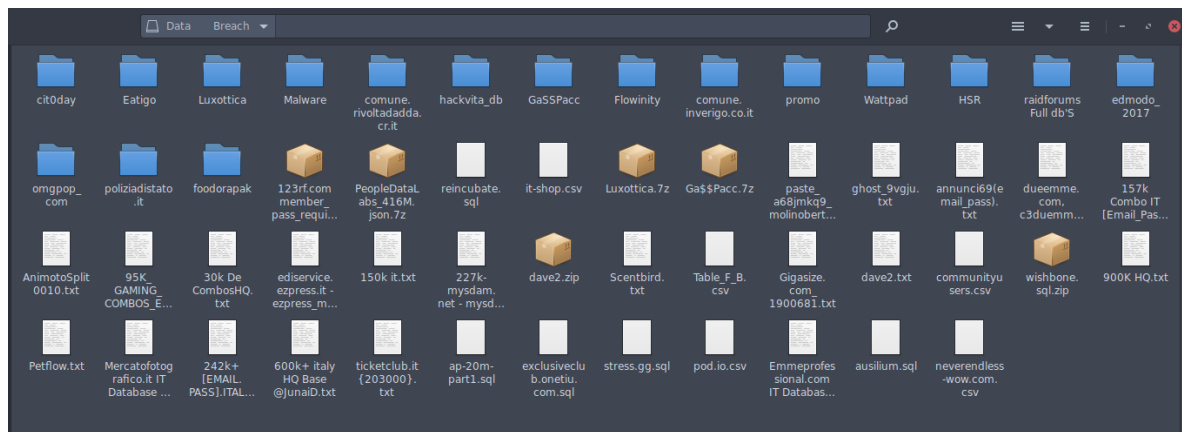 Data Breach
cit0day Eatigo Luxottica Malware comune. hackvita_db GaSSPacc Flowinity comune. promo Wattpad HSR raidforums edmodo_
rivoltadadda. inverigo.co.it Full db'S 2017
cr.it
omgpop_ poliziadistato foodorapak 123rf.com PeopleDataL reincubate. it-shop.csv Luxottica.7z Ga$$Pacc.7z paste_ ghost_9vgju. annunci69(e dueemme. 157k
com .it member_ abs_416M. sql a68jmkq9_ txt mail_pass). com, Combo IT
pass_requi... json.7z molinobert... txt c3duemm... [Email_Pas...
AnimotoSplit 95K_ 30k De ediservice. 150k it.txt 227k- dave2.zip Scentbird. Table_F_B. Gigasize. dave2.txt communityu wishbone. 900K HQ.txt
0010.txt GAMING_ CombosHQ. ezpress.it - mysdam. txt csv com_ sers.csv sql.zip
COMBOS_E... txt ezpress_m... net - mysd... 1900681.txt
Petflow.txt Mercatofotog 242k+ 600k+ italy ticketclub.it ap-20m- exclusiveclu stress.gg.sql pod.io.csv Emmeprofes ausilium.sql neverendless
rafico.it IT [EMAIL. HQ Base {203000}. part1.sql b.onetiu. sional.com -wow.com.
Database ... PASS].ITAL... @JunaiD.txt txt com.sql IT Databas... csv